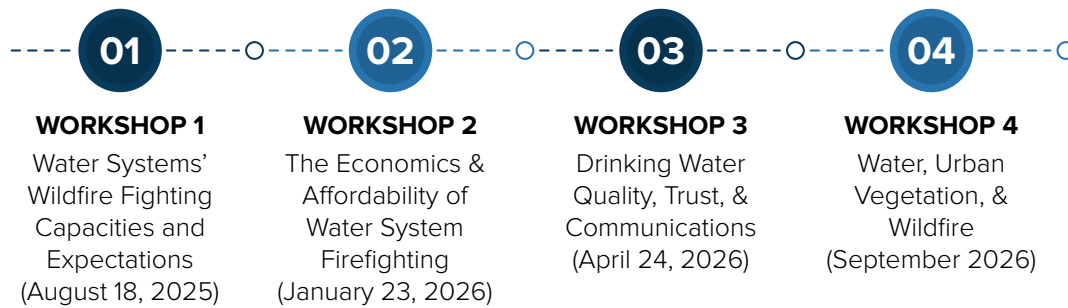 01
02
03
04
WORKSHOP 1
Water Systems’
Wildfire Fighting
Capacities and
Expectations
(August 18, 2025)
WORKSHOP 2
The Economics &
Affordability of
Water System
Firefighting
(January 23, 2026)
WORKSHOP 3
Drinking Water
Quality, Trust, &
Communications
(April 24, 2026)
WORKSHOP 4
Water, Urban
Vegetation, &
Wildfire
(September 2026)